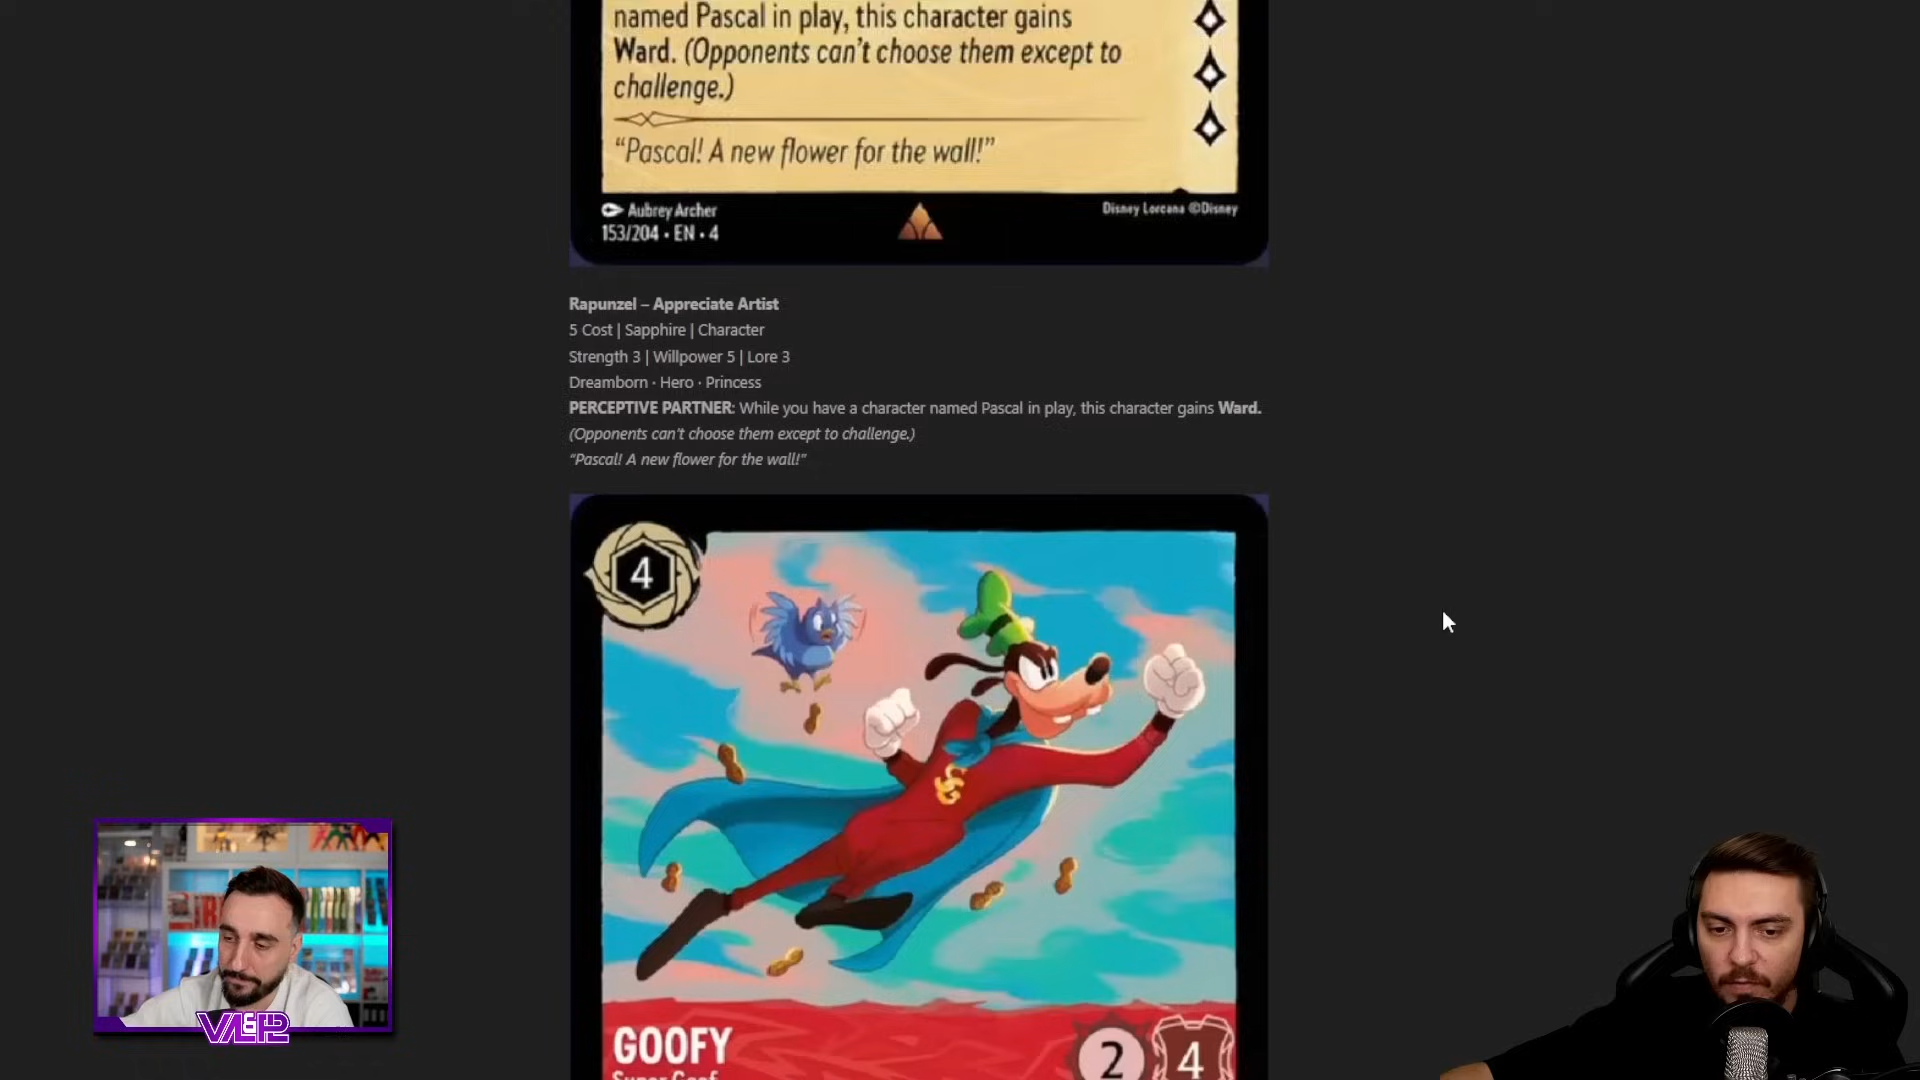 named Pascal in play, this character gains
Ward. (Opponents can't choose them except to
challenge.)
"Pascal! A new flower for the wall!"
Aubrey Archer
Disney Lorcana ©Disney
153/204 • EN • 4
Rapunzel – Appreciate Artist
5 Cost | Sapphire | Character
Strength 3 | Willpower 5 | Lore 3
Dreamborn · Hero · Princess
PERCEPTIVE PARTNER: While you have a character named Pascal in play, this character gains Ward.
(Opponents can't choose them except to challenge.)
"Pascal! A new flower for the wall!"
4
GOOFY
2
4